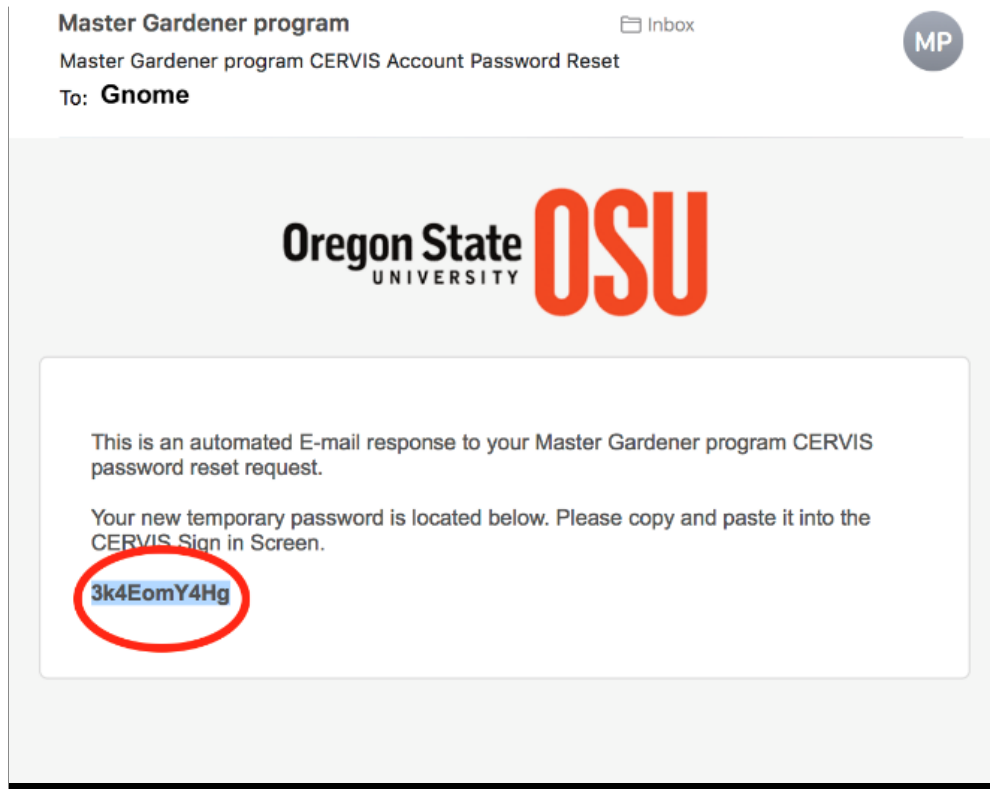 Master Gardener program
Inbox
MP
Master Gardener program CERVIS Account Password Reset
To: Gnome
Oregon State
UNIVERSITY
OSU
This is an automated E-mail response to your Master Gardener program CERVIS
password reset request.
Your new temporary password is located below. Please copy and paste it into the
CERVIS Sign in Screen.
3k4EomY4Hg